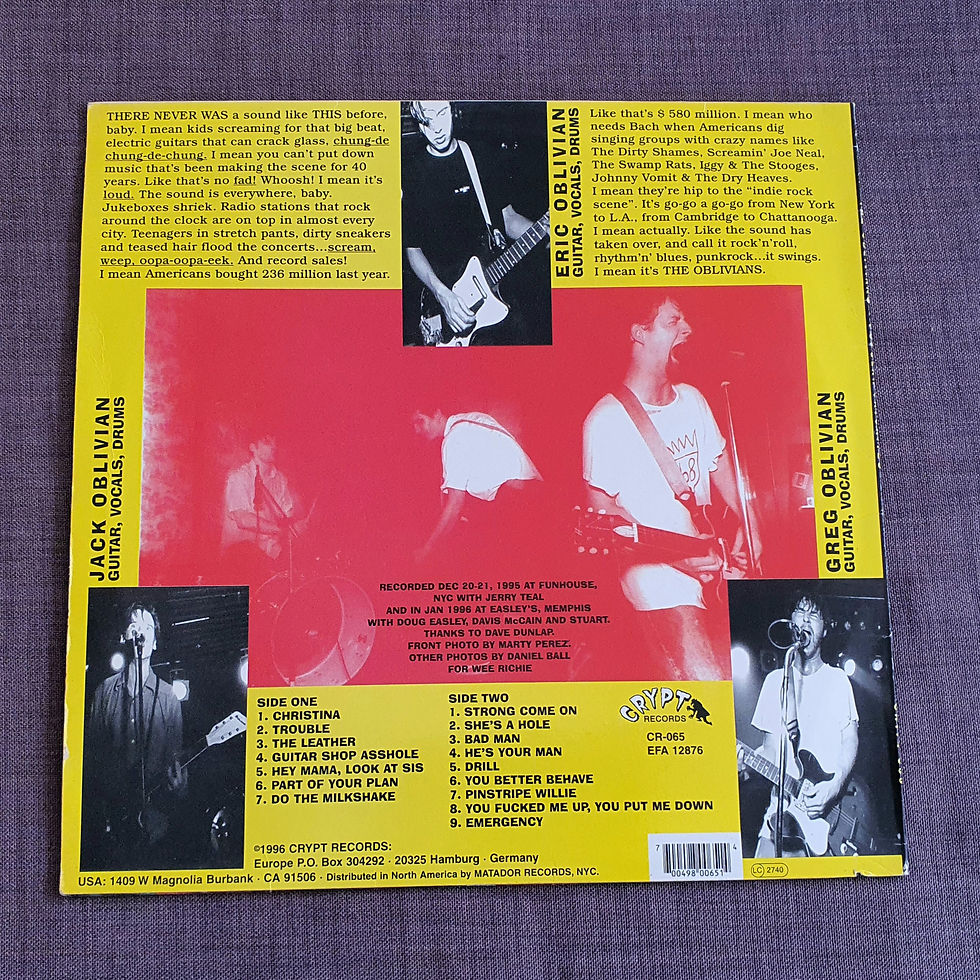 THERE NEVER WAS a sound like THIS before,
baby. I mean kids screaming for that big beat,
electric guitars that can crack glass, chung-de
chung-de-chung. I mean you can't put down
music that's been making the scene for 40
years. Like that's no fad! Whoosh! I mean it's
loud. The sound is everywhere, baby.
Jukeboxes shriek. Radio stations that rock
around the clock are on top in almost every
city. Teenagers in stretch pants, dirty sneakers
and teased hair flood the concerts...scream,
weep, oopa-oopa-eek. And record sales!
I mean Americans bought 236 million last year.
ERIC OBLIVIAN
GUITAR, VOCALS, DRUMS
Like that's $ 580 million. I mean who
needs Bach when Americans dig
singing groups with crazy names like
The Dirty Shames, Screamin' Joe Neal,
The Swamp Rats, Iggy & The Stooges,
Johnny Vomit & The Dry Heaves.
I mean they're hip to the "indie rock
scene". It's go-go a go-go from New York
to L.A., from Cambridge to Chattanooga.
I mean actually. Like the sound has
taken over, and call it rock'n'roll,
rhythm'n' blues, punkrock...it swings.
I mean it's THE OBLIVIANS.
JACK OBLIVIAN
GUITAR, VOCALS, DRUMS
GREG OBLIVIAN
GUITAR, VOCALS, DRUMS
RECORDED DEC 20-21, 1995 AT FUNHOUSE,
NYC WITH JERRY TEAL
AND IN JAN 1996 AT EASLEY'S, MEMPHIS
WITH DOUG EASLEY, DAVIS McCAIN AND STUART.
THANKS TO DAVE DUNLAP.
FRONT PHOTO BY MARTY PEREZ.
OTHER PHOTOS BY DANIEL BALL
FOR WEE RICHIE
SIDE ONE
1. CHRISTINA
2. TROUBLE
3. THE LEATHER
4. GUITAR SHOP ASSHOLE
5. HEY MAMA, LOOK AT SIS
6. PART OF YOUR PLAN
7. DO THE MILKSHAKE
SIDE TWO
1. STRONG COME ON
2. SHE'S A HOLE
3. BAD MAN
4. HE'S YOUR MAN
5. DRILL
6. YOU BETTER BEHAVE
7. PINSTRIPE WILLIE
8. YOU FUCKED ME UP, YOU PUT ME DOWN
9. EMERGENCY
CRYPT
RECORDS
CR-065
EFA 12876
©1996 CRYPT RECORDS:
Europe P.O. Box 304292 · 20325 Hamburg · Germany
USA: 1409 W Magnolia Burbank · CA 91506 · Distributed in North America by MATADOR RECORDS, NYC.
7 00498 00651 4
LC 2740